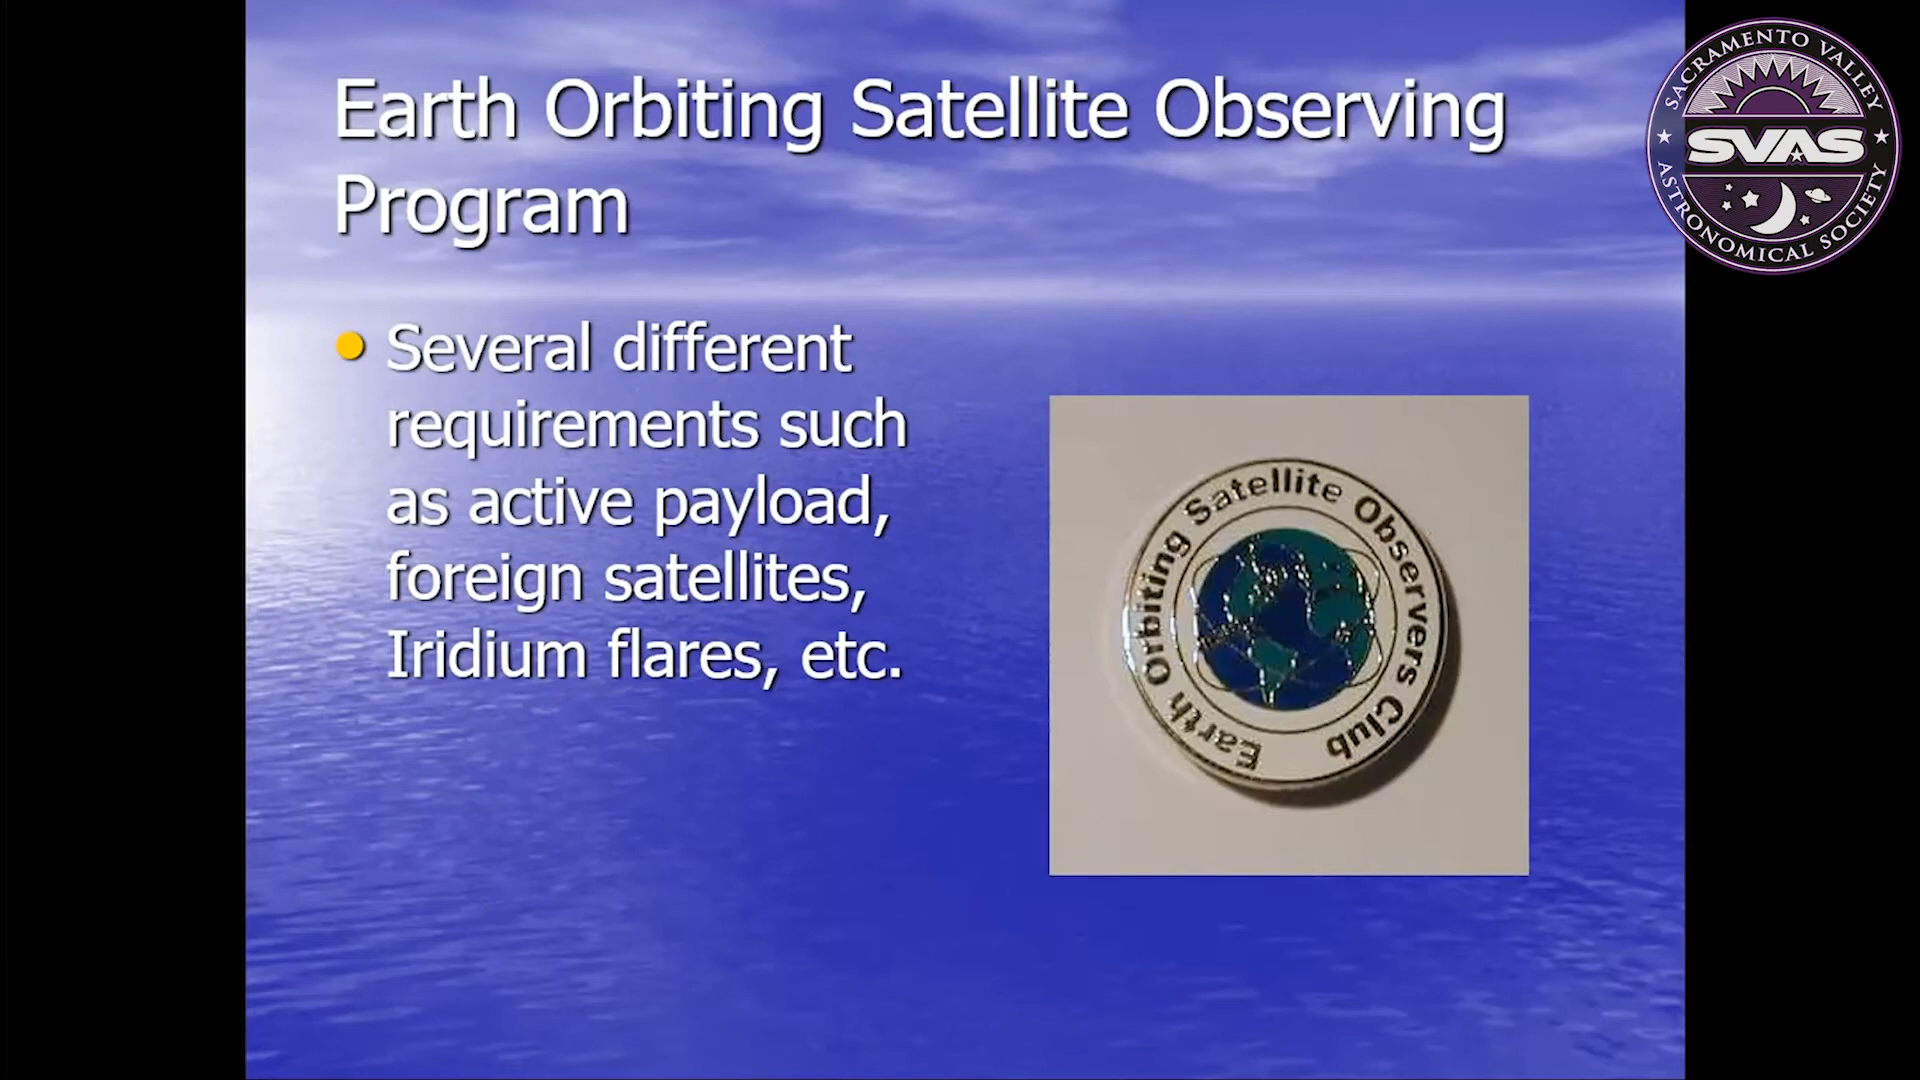 Earth Orbiting Satellite Observing
Program
Several different
requirements such
as active payload,
foreign satellites,
Iridium flares, etc.
Earth Orbiting Satellite Observers Club
SACRAMENTO VALLEY
SVAS
ASTRONOMICAL SOCIETY